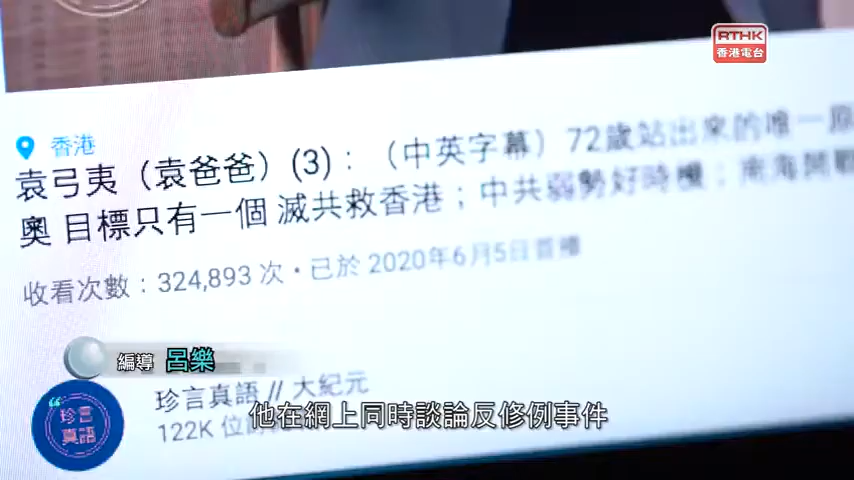 RTHK
香港電台
香港
袁弓夷（袁爸爸）(3)：（中英字幕）72歲站出來的唯一原
奧 目標只有一個 滅共救香港；中共弱勢好時機；南海開戰
收看次數：324,893 次・已於 2020年6月5日首播
編導 呂樂
珍言真語
珍言真語 // 大紀元
122K 位
他在網上同時談論反修例事件